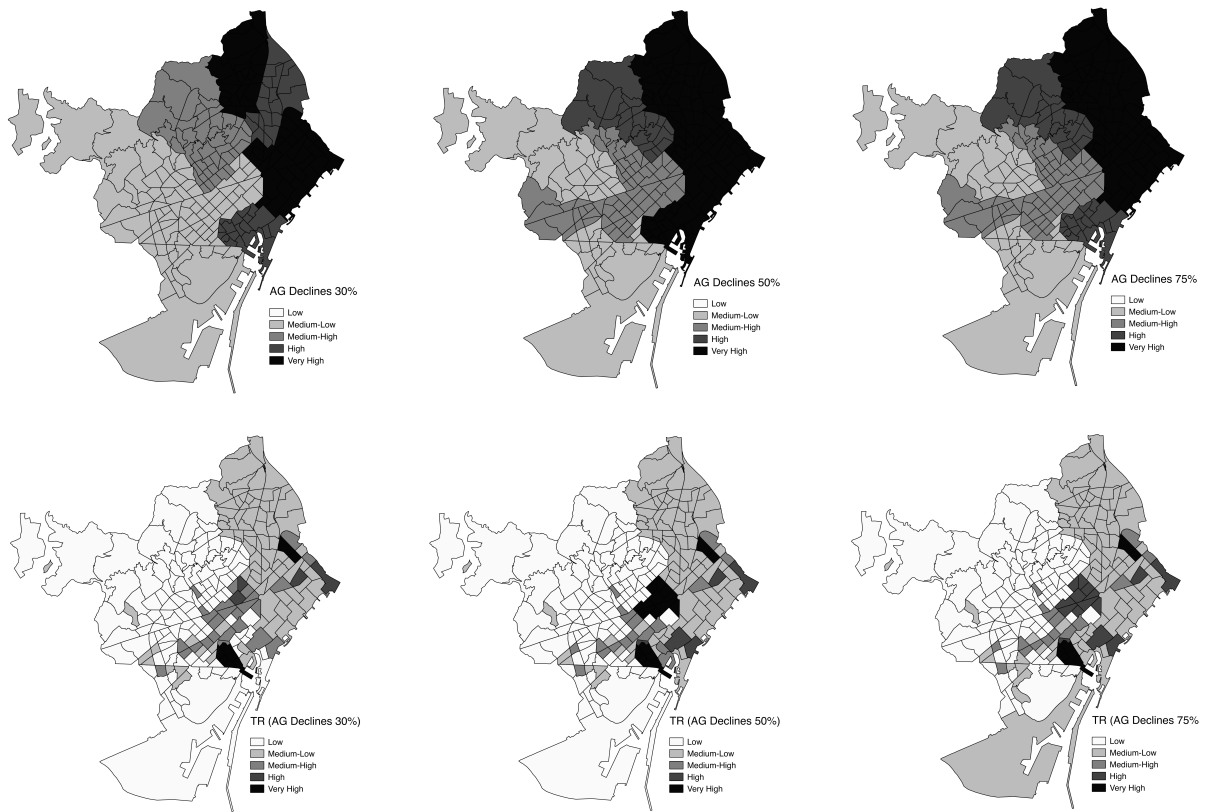 AG Declines 30%
Low
Medium-Low
Medium-High
High
Very High
AG Declines 50%
Low
Medium-Low
Medium-High
High
Very High
AG Declines 75%
Low
Medium-Low
Medium-High
High
Very High
TR (AG Declines 30%)
Low
Medium-Low
Medium-High
High
Very High
TR (AG Declines 50%)
Low
Medium-Low
Medium-High
High
Very High
TR (AG Declines 75%
Low
Medium-Low
Medium-High
High
Very High